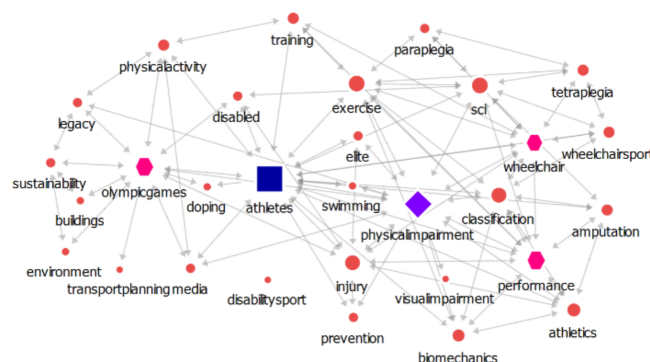 training
paraplegia
physicalactivity
exercise
sci
tetraplegia
legacy
disabled
elite
wheelchair
wheelchairsport
sustainability
olympicgames
doping
athletes
swimming
classification
buildings
physicalimpairment
amputation
environment
transportplanning
media
disabilitysport
injury
visualimpairment
performance
prevention
athletics
biomechanics